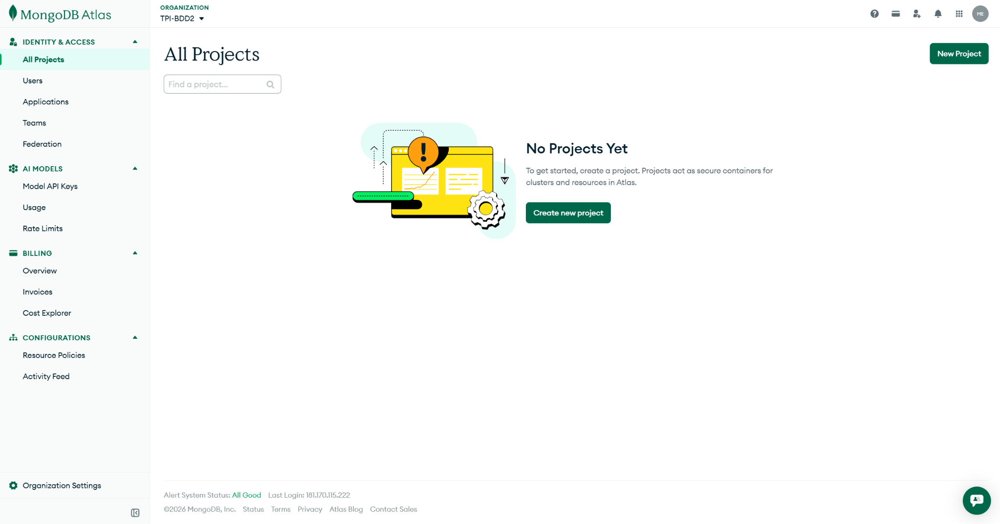 MongoDB Atlas
ORGANIZATION
TPI-BDD2
ME
IDENTITY & ACCESS
All Projects
Users
Applications
Teams
Federation
AI MODELS
Model API Keys
Usage
Rate Limits
BILLING
Overview
Invoices
Cost Explorer
CONFIGURATIONS
Resource Policies
Activity Feed
Organization Settings
All Projects
New Project
Find a project...
No Projects Yet
To get started, create a project. Projects act as secure containers for
clusters and resources in Atlas.
Create new project
Alert System Status: All Good Last Login: 181.170.115.222
©2026 MongoDB, Inc. Status Terms Privacy Atlas Blog Contact Sales